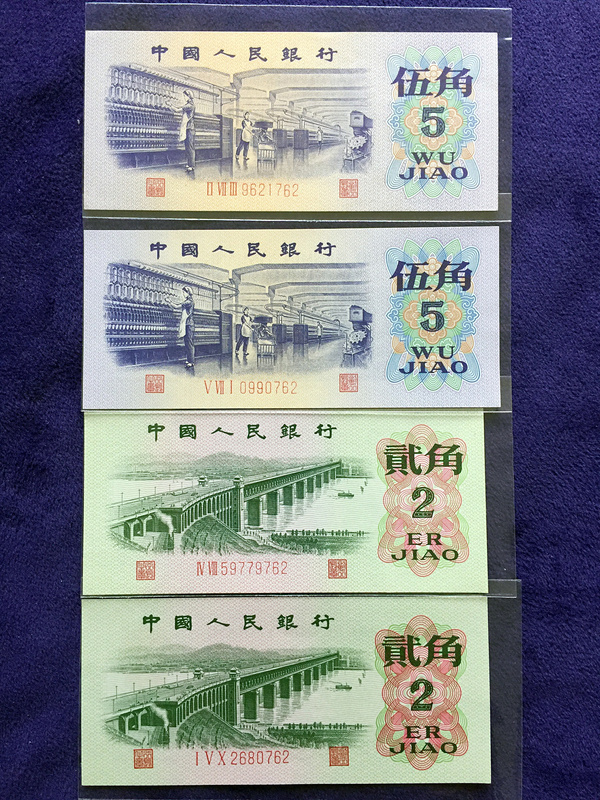 中國人民銀行
伍角
5
WU
JIAO
II VII III 9621762
中國人民銀行
伍角
5
WU
JIAO
V VIII I 0990762
中國人民銀行
貳角
2
ER
JIAO
IV VIII 59779762
中國人民銀行
貳角
2
ER
JIAO
I V X 2680762